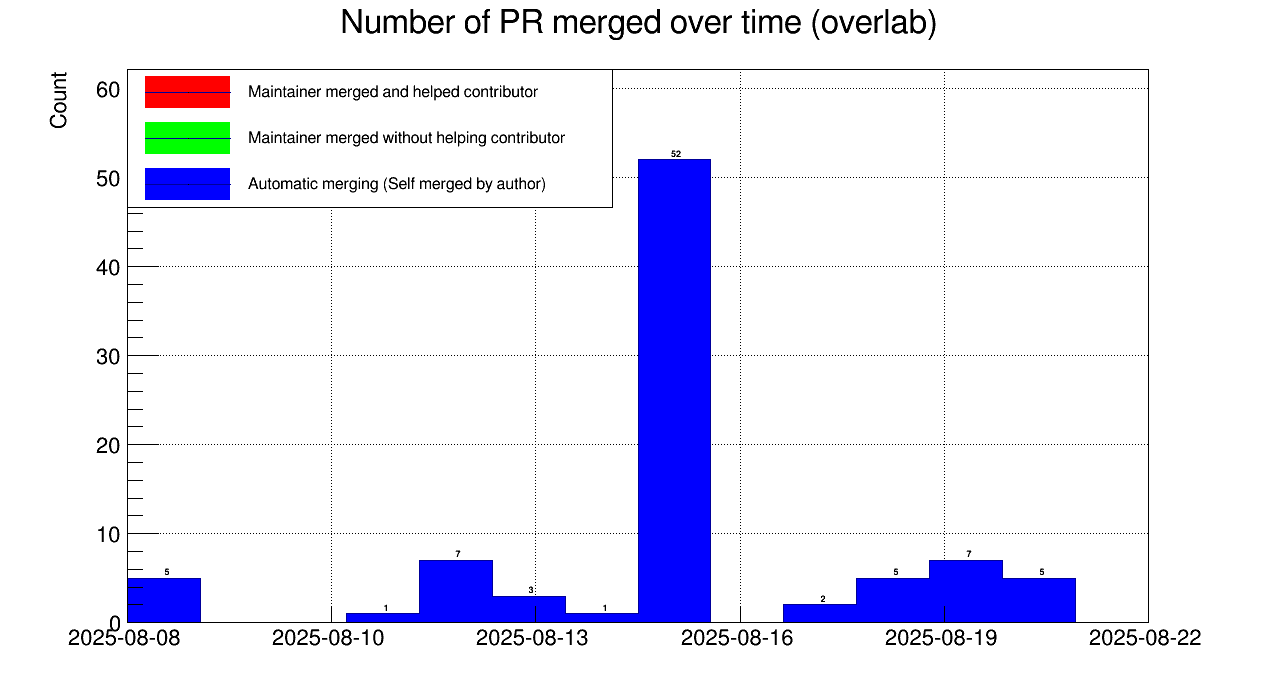 Number of PR merged over time (overlab)
Count
Maintainer merged and helped contributor
Maintainer merged without helping contributor
Automatic merging (Self merged by author)
60
50
40
30
20
10
0
5
1
7
3
1
52
2
5
7
5
2025-08-08 2025-08-10 2025-08-13 2025-08-16 2025-08-19 2025-08-22